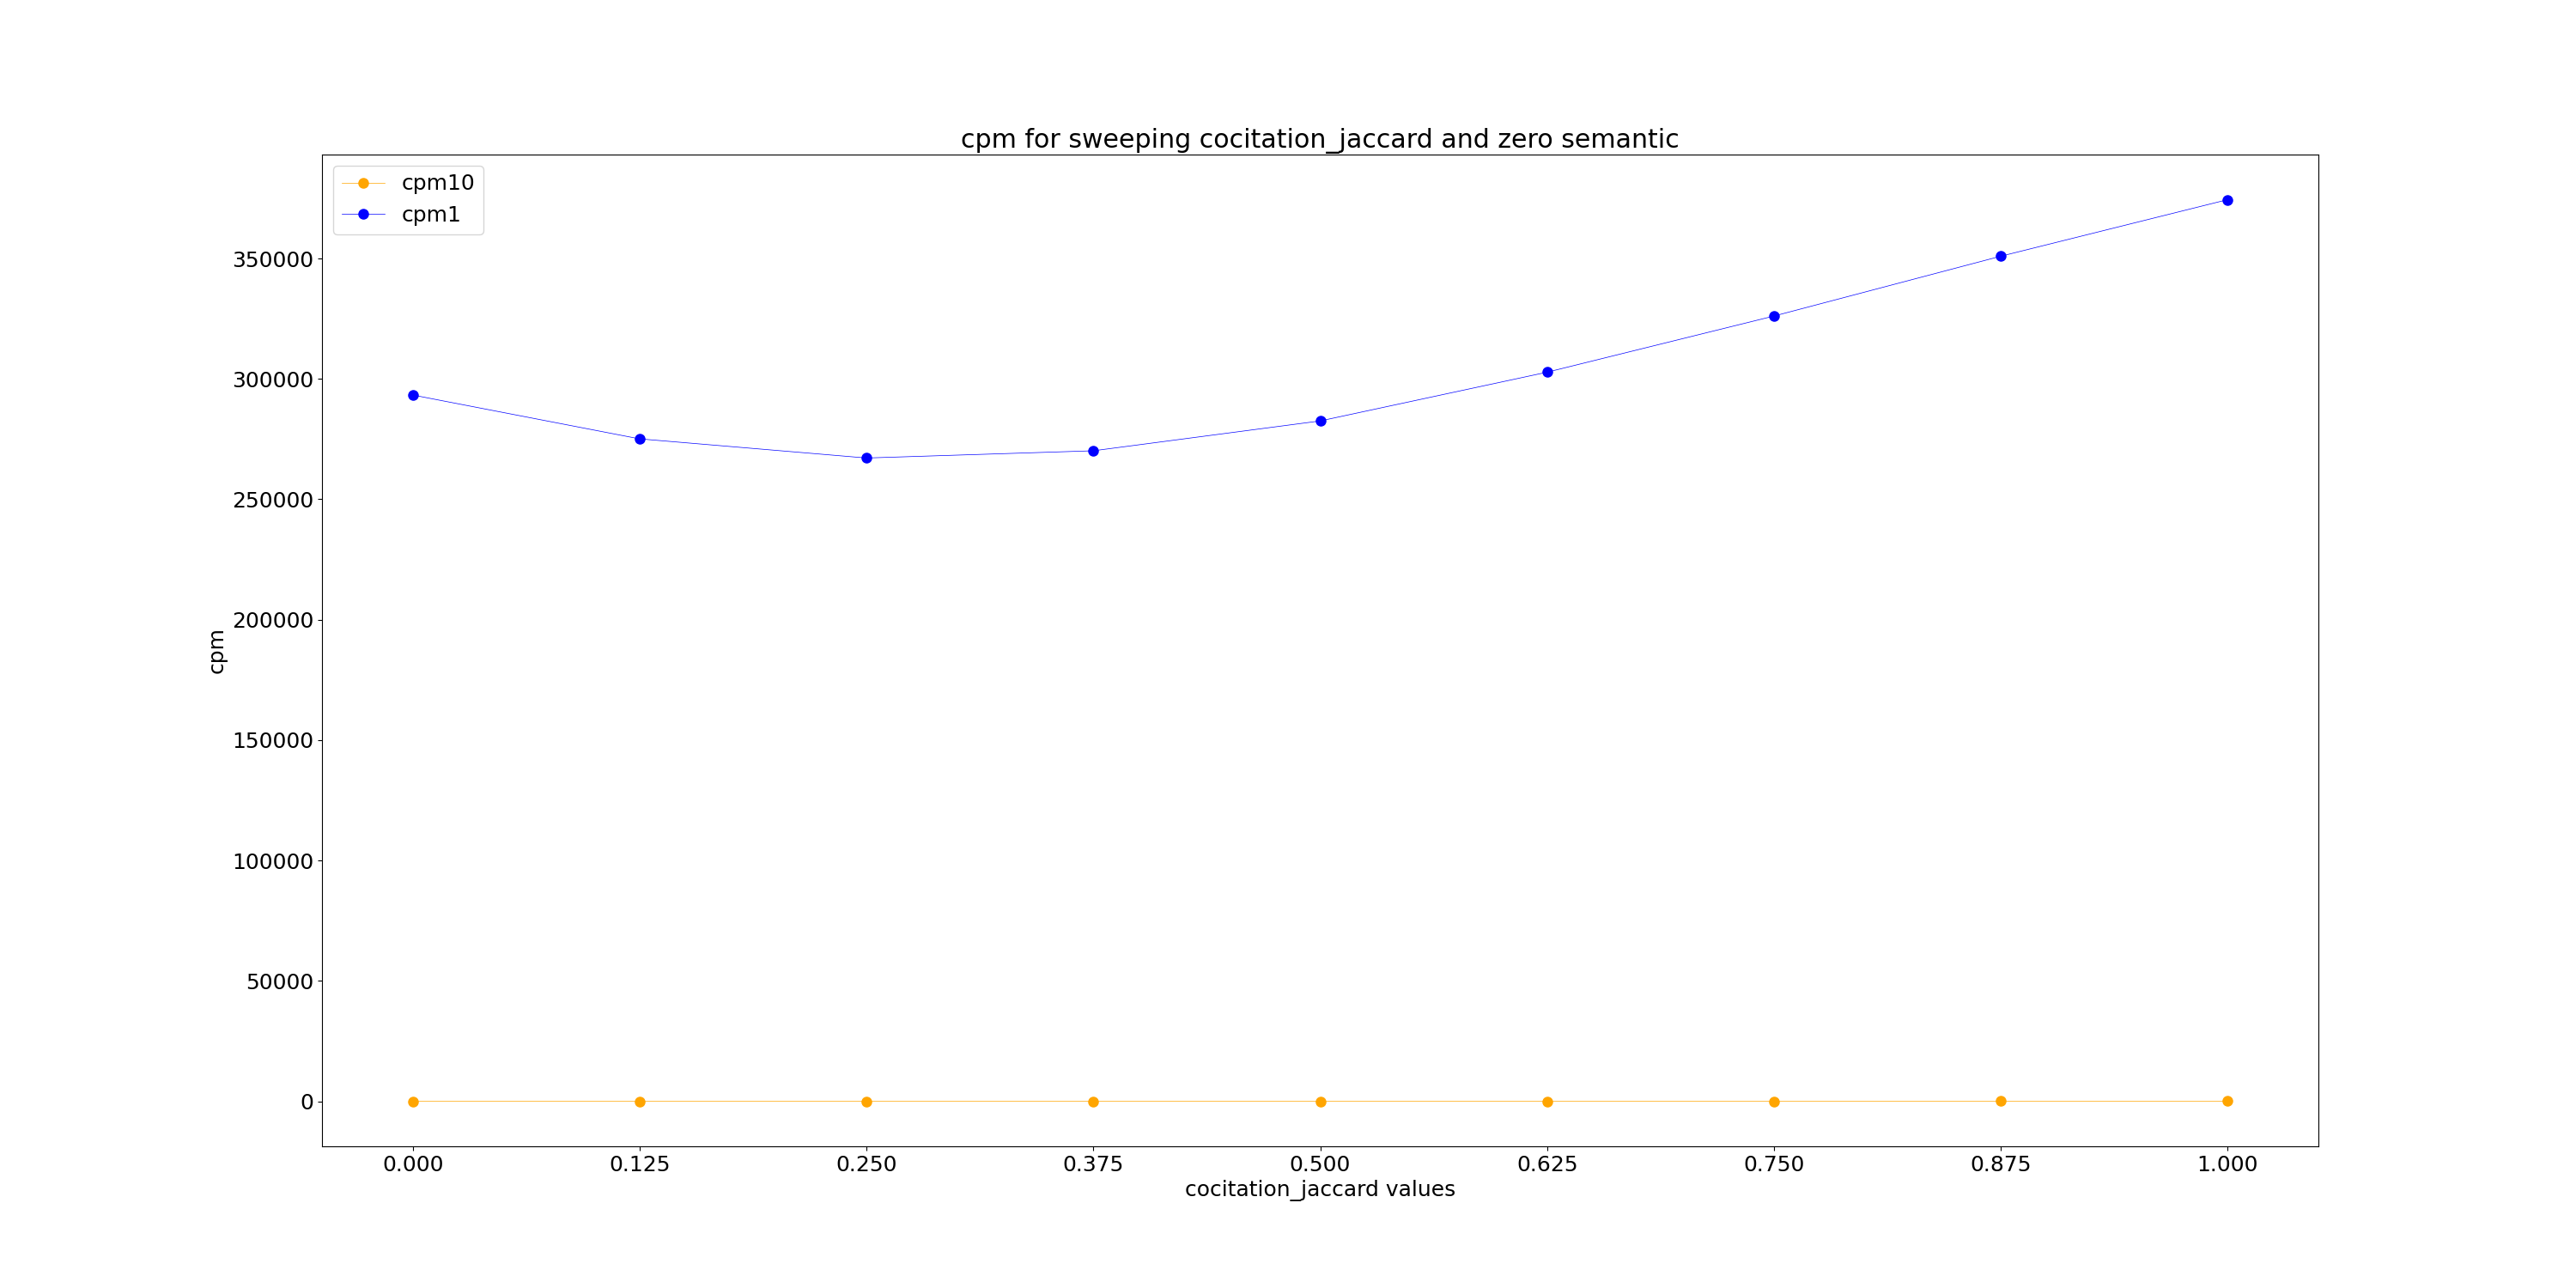 cpm for sweeping cocitation_jaccard and zero semantic
cpm10
cpm1
350000
300000
250000
200000
150000
100000
50000
0
cpm
0.000 0.125 0.250 0.375 0.500 0.625 0.750 0.875 1.000
cocitation_jaccard values